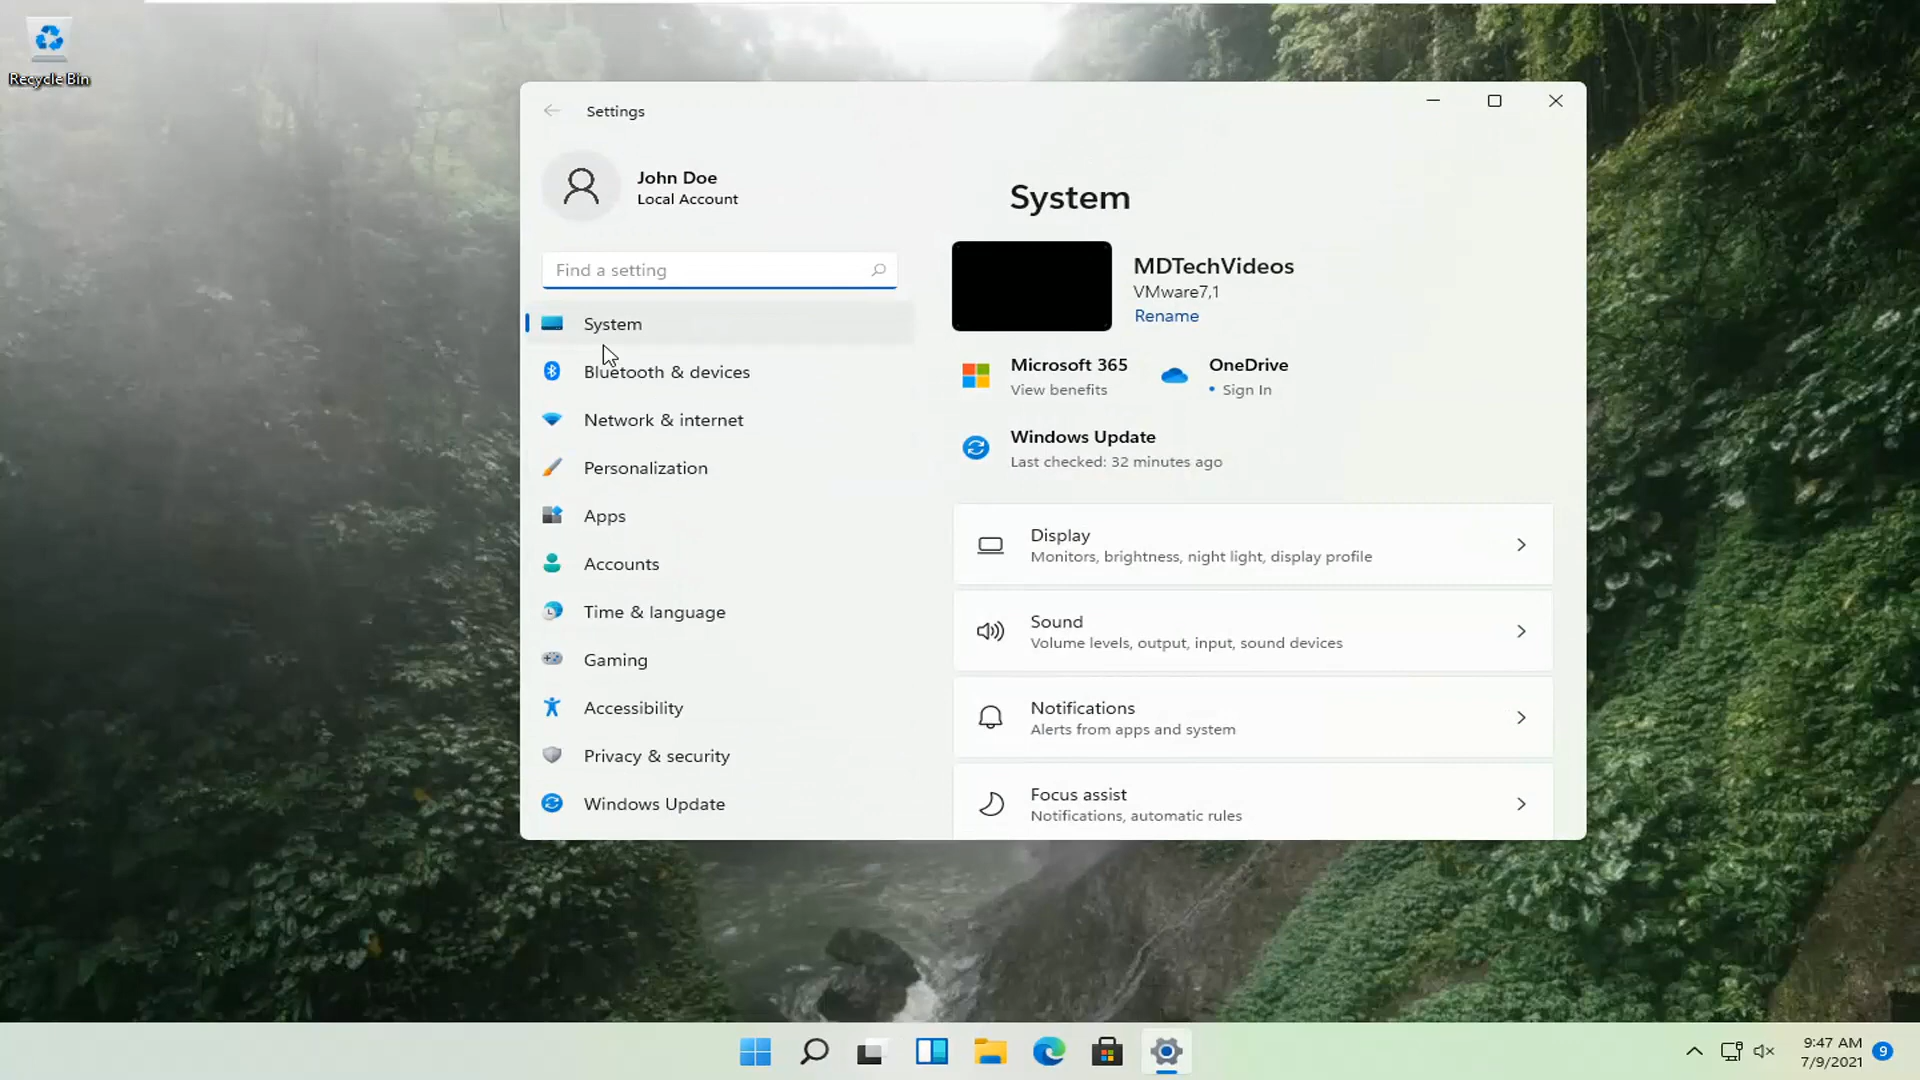 Recycle Bin
Settings
John Doe
Local Account
Find a setting
System
Bluetooth & devices
Network & internet
Personalization
Apps
Accounts
Time & language
Gaming
Accessibility
Privacy & security
Windows Update
System
MDTechVideos
VMware7,1
Rename
Microsoft 365
View benefits
OneDrive
• Sign In
Windows Update
Last checked: 32 minutes ago
Display
Monitors, brightness, night light, display profile
Sound
Volume levels, output, input, sound devices
Notifications
Alerts from apps and system
Focus assist
Notifications, automatic rules
9:47 AM
7/9/2021
9